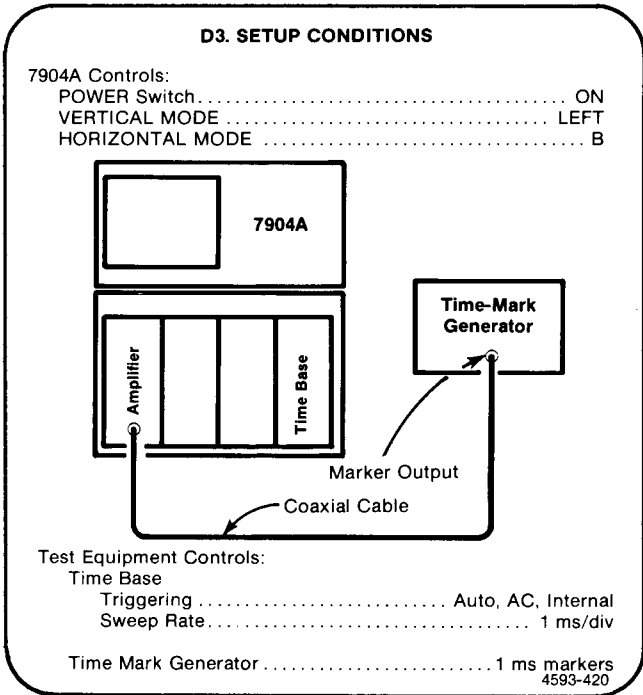 D3. SETUP CONDITIONS
7904A Controls:
POWER Switch........................................ ON
VERTICAL MODE .................................... LEFT
HORIZONTAL MODE .................................. B
7904A
Time-Mark
Generator
Amplifier
Time Base
Marker Output
Coaxial Cable
Test Equipment Controls:
Time Base
Triggering .......................... Auto, AC, Internal
Sweep Rate.................................. 1 ms/div
Time Mark Generator ........................ 1 ms markers
4593-420